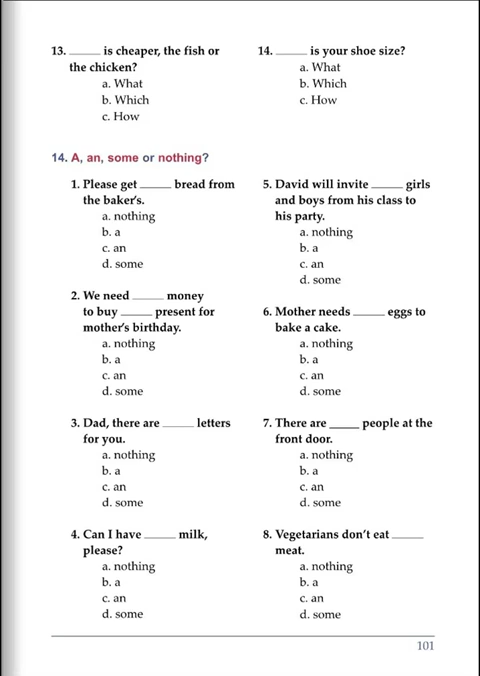 13. _____ is cheaper, the fish or
the chicken?
a. What
b. Which
c. How
14. _____ is your shoe size?
a. What
b. Which
c. How
14. A, an, some or nothing?
1. Please get _____ bread from
the baker's.
a. nothing
b. a
c. an
d. some
2. We need _____ money
to buy _____ present for
mother's birthday.
a. nothing
b. a
c. an
d. some
3. Dad, there are _____ letters
for you.
a. nothing
b. a
c. an
d. some
4. Can I have _____ milk,
please?
a. nothing
b. a
c. an
d. some
5. David will invite _____ girls
and boys from his class to
his party.
a. nothing
b. a
c. an
d. some
6. Mother needs _____ eggs to
bake a cake.
a. nothing
b. a
c. an
d. some
7. There are _____ people at the
front door.
a. nothing
b. a
c. an
d. some
8. Vegetarians don't eat _____
meat.
a. nothing
b. a
c. an
d. some
101